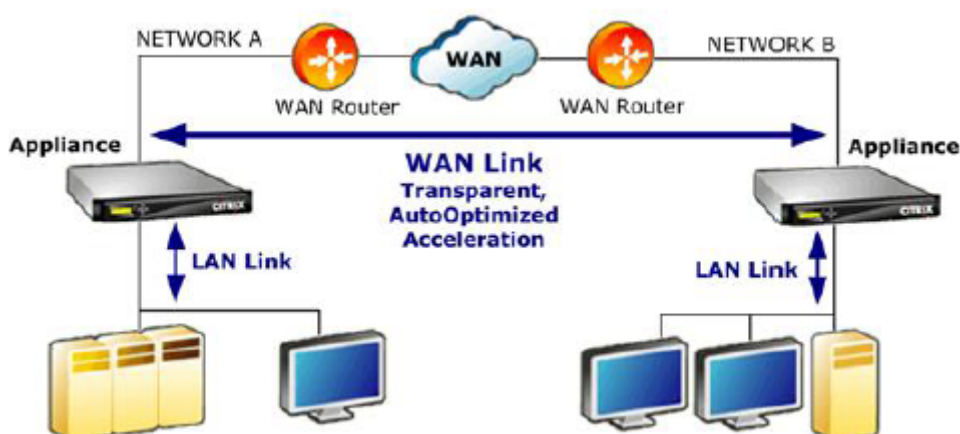 NETWORK A
WAN
NETWORK B
WAN Router
WAN Router
Appliance
Appliance
WAN Link
Transparent,
AutoOptimized
Acceleration
CITRIX
CITRIX
LAN Link
LAN Link